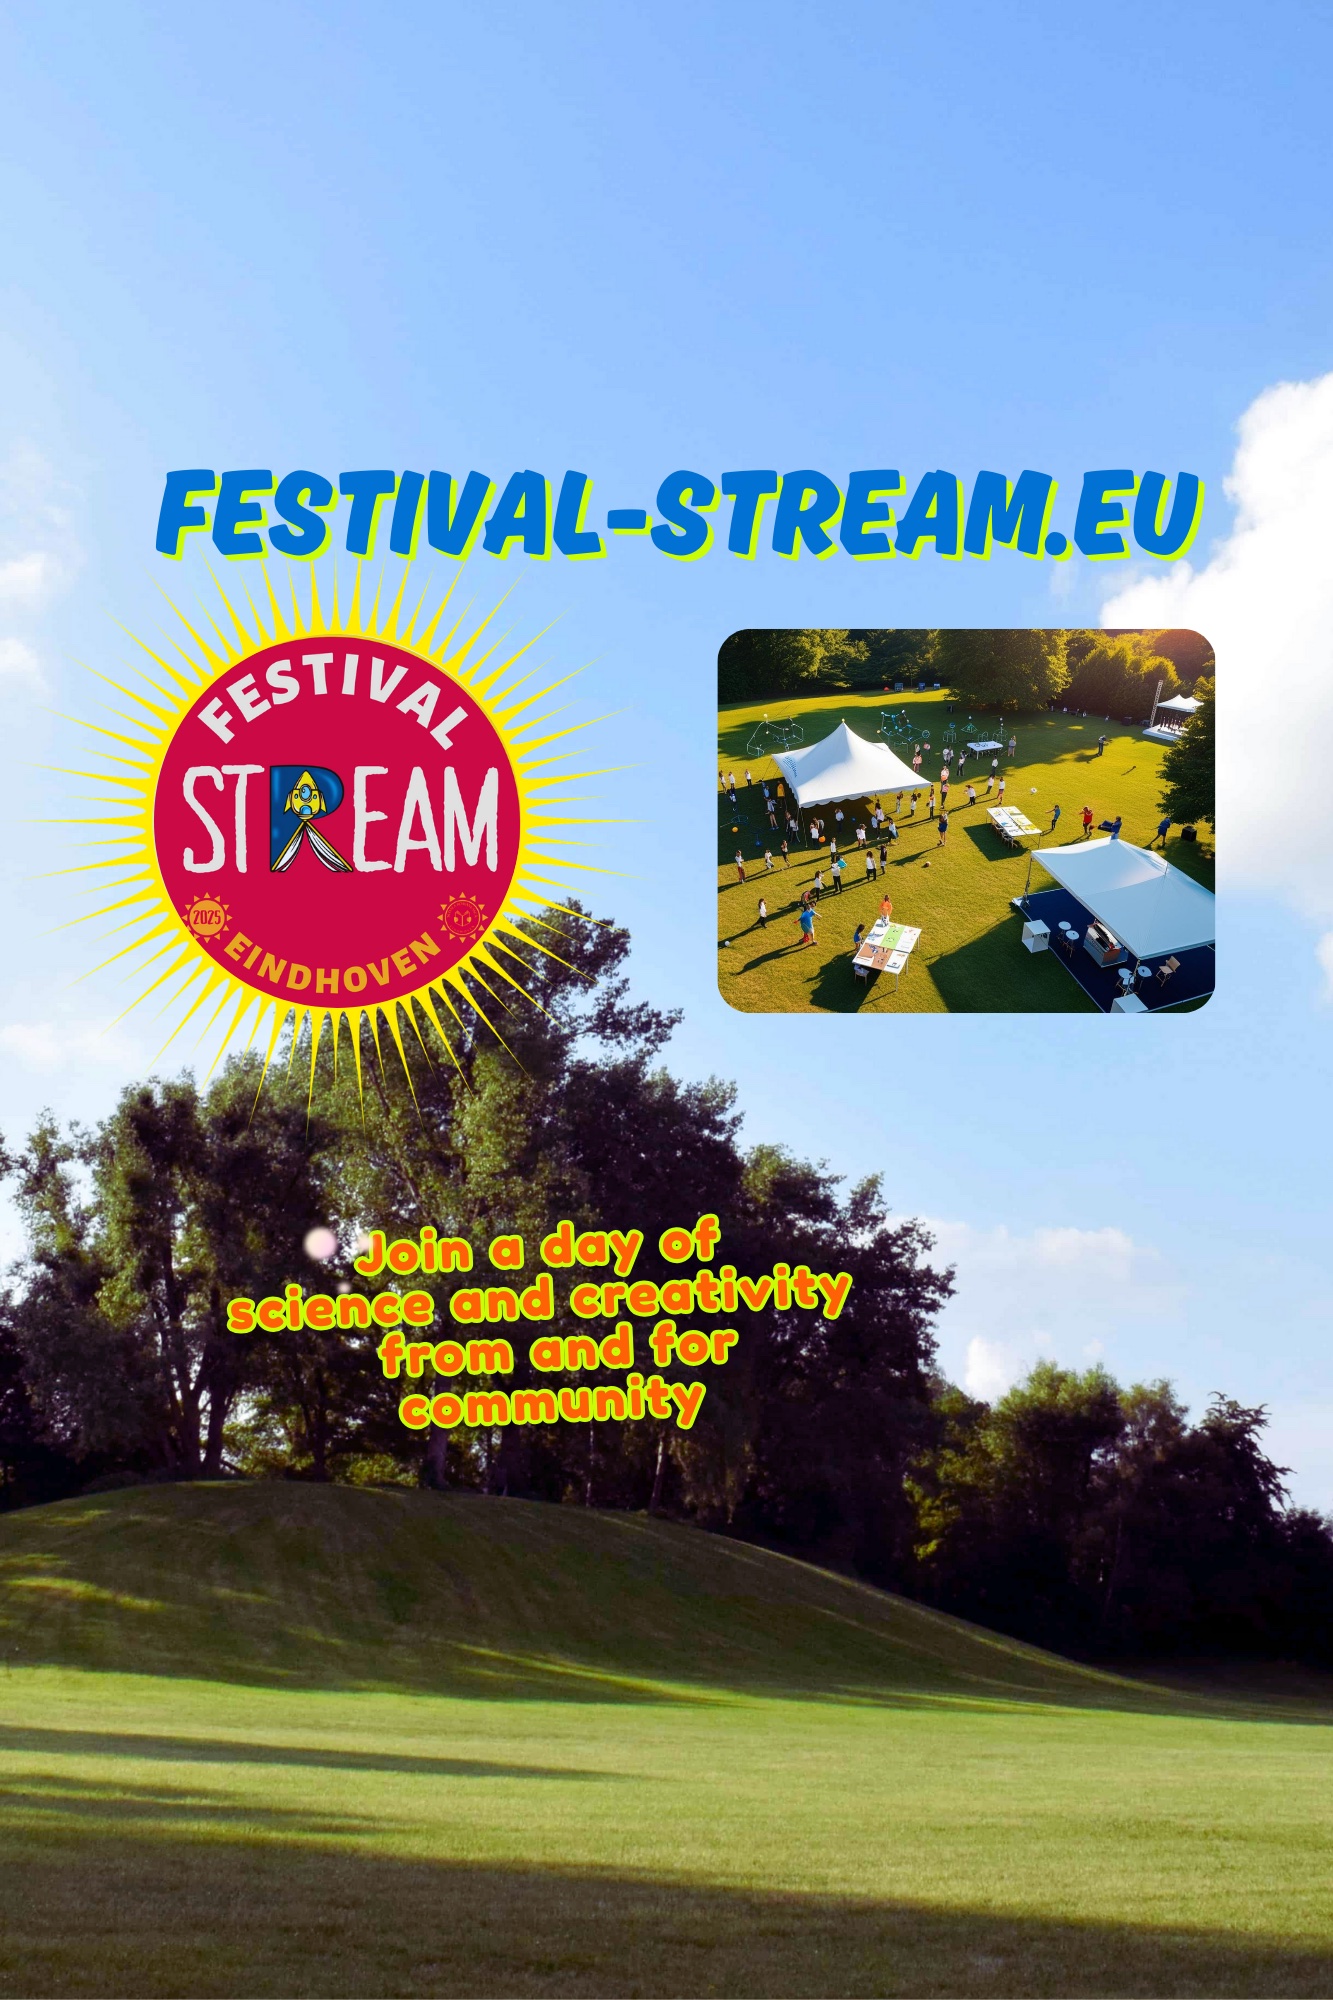 FESTIVAL-STREAM.EU
FESTIVAL
STREAM
2025
EINDHOVEN
Join a day of
science and creativity
from and for
community